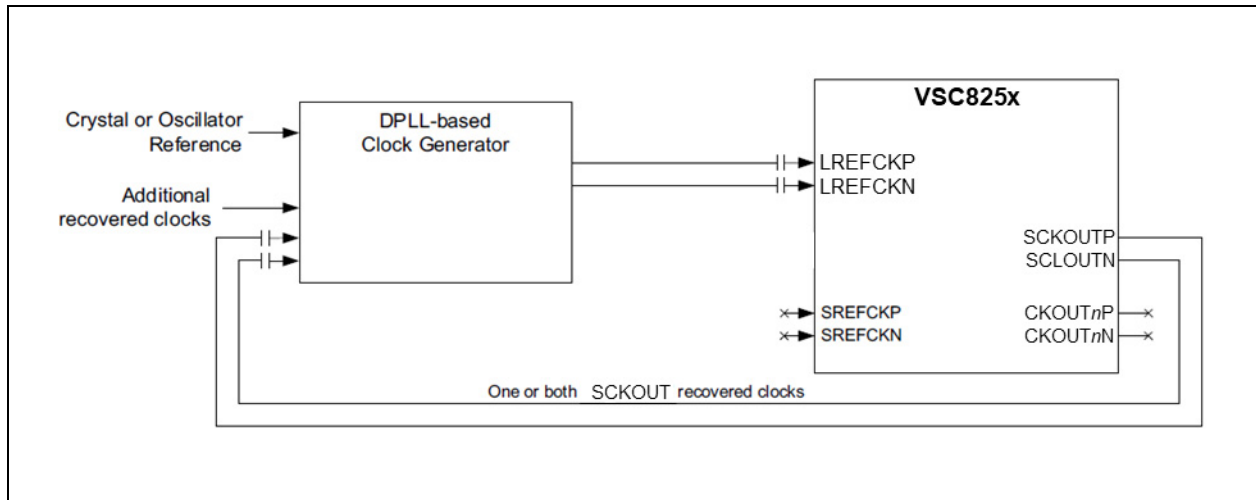 VSC825x
Crystal or Oscillator
Reference
DPLL-based
Clock Generator
LREFCKP
LREFCKN
Additional
recovered clocks
SCKOUTP
SCLOUTN
SREFCKP
SREFCKN
CKOUTnP
CKOUTnN
One or both SCKOUT recovered clocks